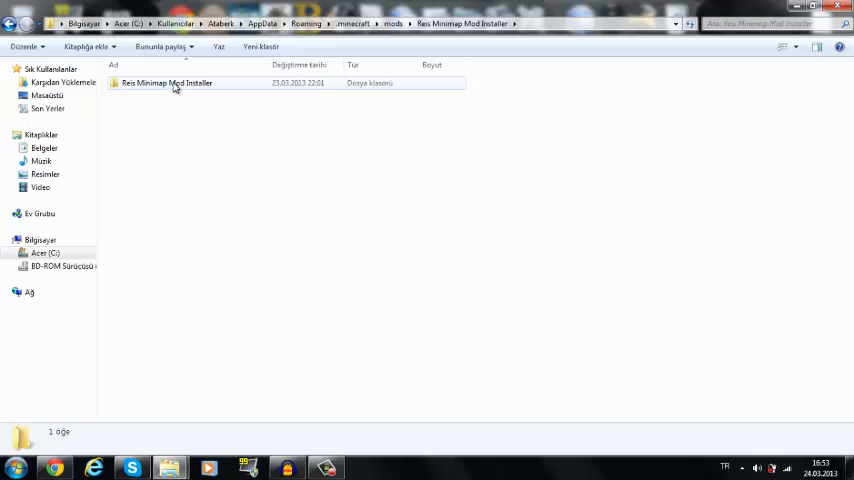 Bilgisayar Acer (C:) Kullanıcılar Ataberk AppData Roaming .minecraft mods Reis Minimap Mod Installer
Ara: Reis Minimap Mod Installer
Düzenle Kitaplığa ekle Bununla paylaş Yaz Yeni klasör
Ad Değiştirme tarihi Tür Boyut
Reis Minimap Mod Installer 23.03.2013 22:01 Dosya klasörü
Sık Kullanılanlar
Karşıdan Yüklemele
Masaüstü
Son Yerler
Kitaplıklar
Belgeler
Müzik
Resimler
Video
Ev Grubu
Bilgisayar
Acer (C:)
BD-ROM Sürücüsü
Ağ
1 öğe
99
TR
16:53
24.03.2013